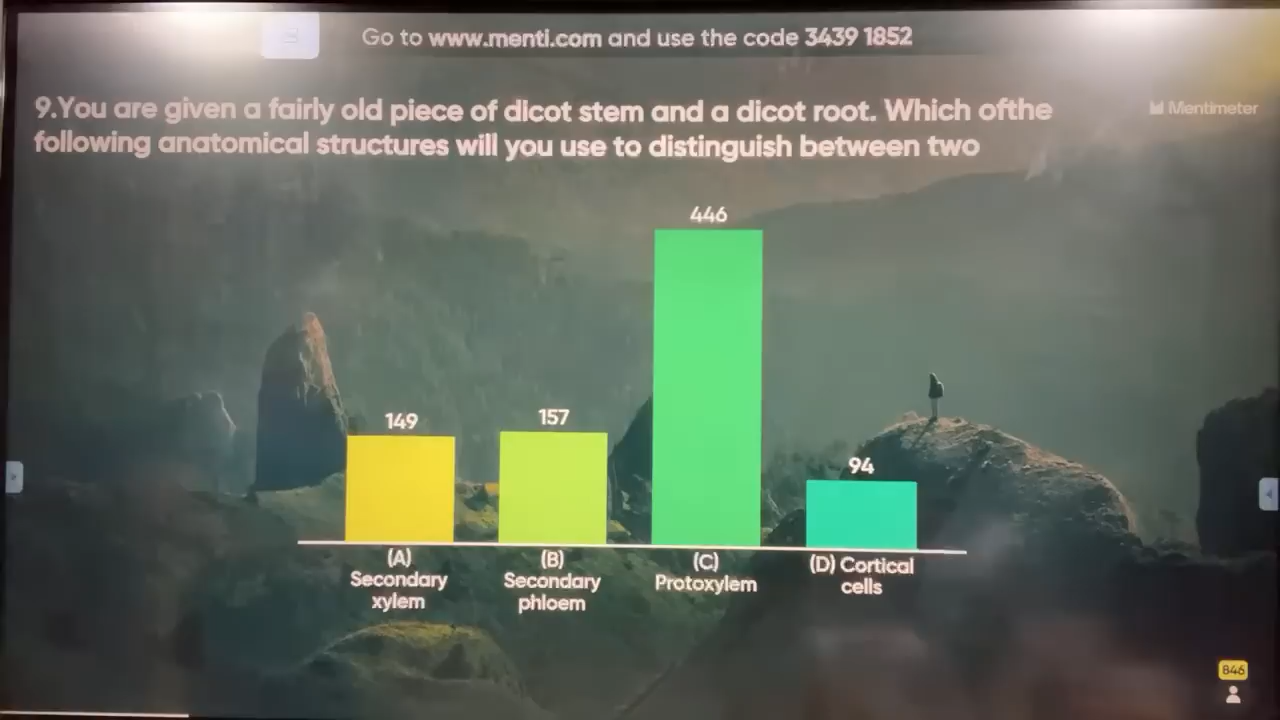 Go to www.menti.com and use the code 3439 1852
9.You are given a fairly old piece of dicot stem and a dicot root. Which ofthe
Mentimeter
following anatomical structures will you use to distinguish between two
446
149
157
94
(A)
Secondary
xylem
(B)
Secondary
phloem
(C)
Protoxylem
(D) Cortical
cells
846